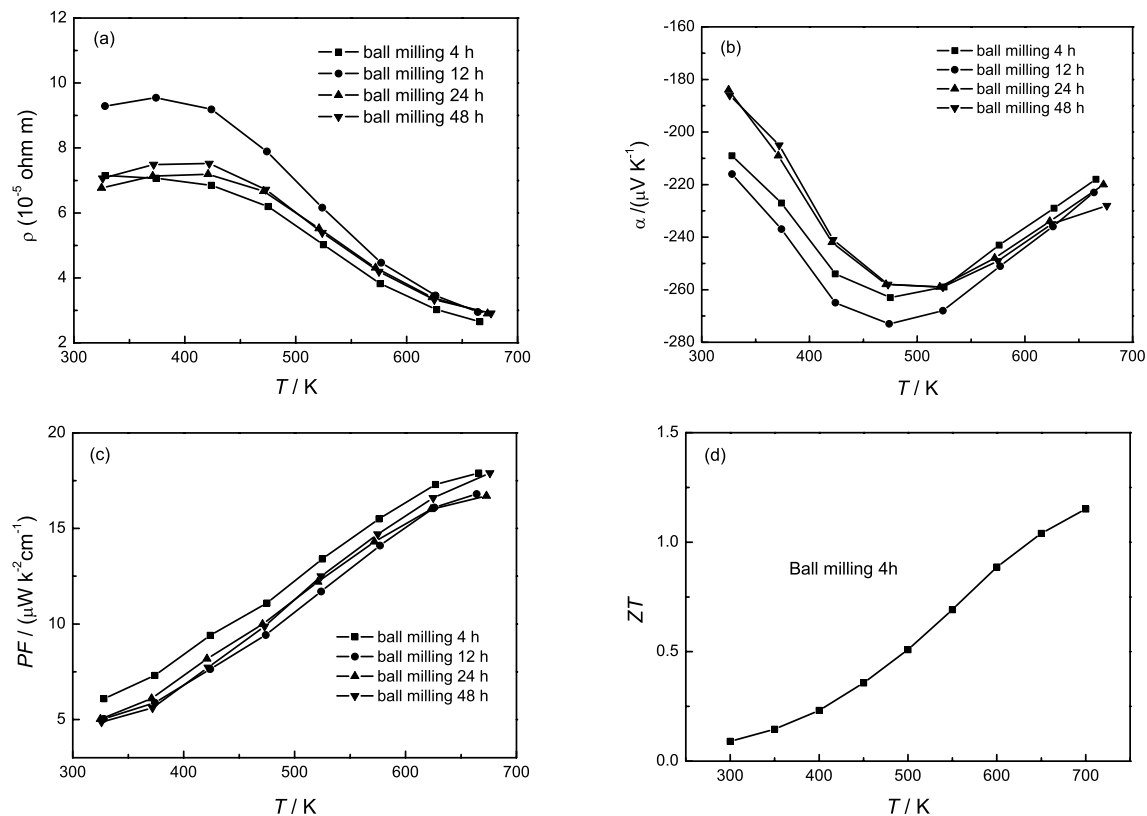 (a)
ball milling 4 h
ball milling 12 h
ball milling 24 h
ball milling 48 h
12
10
8
6
4
2
300 400 500 600 700
ρ (10⁻⁵ ohm m)
T / K
(b)
ball milling 4 h
ball milling 12 h
ball milling 24 h
ball milling 48 h
-160
-180
-200
-220
-240
-260
-280
300 400 500 600 700
α /(μV K⁻¹)
T / K
(c)
ball milling 4 h
ball milling 12 h
ball milling 24 h
ball milling 48 h
20
15
10
5
300 400 500 600 700
PF / (μW k⁻²cm⁻¹)
T / K
(d)
Ball milling 4h
1.5
1.0
0.5
0.0
300 400 500 600 700
ZT
T / K